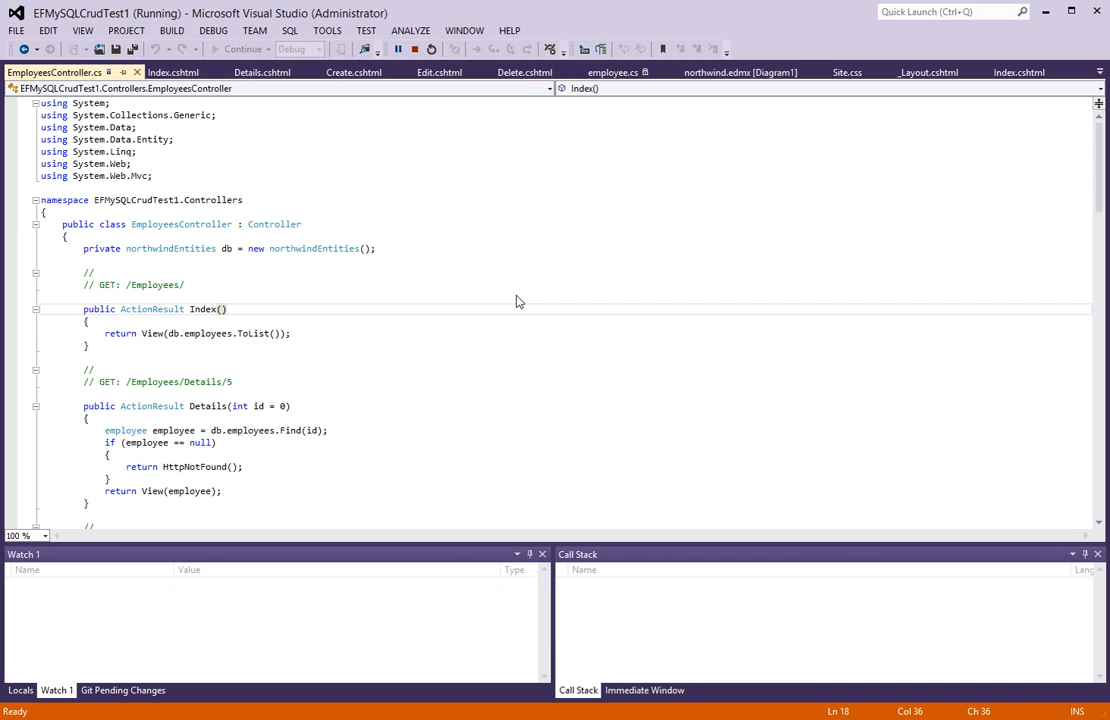 EFMySQLCrudTest1 (Running) - Microsoft Visual Studio (Administrator)
Quick Launch (Ctrl+Q)
FILE EDIT VIEW PROJECT BUILD DEBUG TEAM SQL TOOLS TEST ANALYZE WINDOW HELP
Continue Debug
EmployeesController.cs Index.cshtml Details.cshtml Create.cshtml Edit.cshtml Delete.cshtml employee.cs northwind.edmx [Diagram1] Site.css _Layout.cshtml Index.cshtml
EFMySQLCrudTest1.Controllers.EmployeesController Index()
using System;
using System.Collections.Generic;
using System.Data;
using System.Data.Entity;
using System.Linq;
using System.Web;
using System.Web.Mvc;
namespace EFMySQLCrudTest1.Controllers
{
public class EmployeesController : Controller
{
private northwindEntities db = new northwindEntities();
//
// GET: /Employees/
public ActionResult Index()
{
return View(db.employees.ToList());
}
//
// GET: /Employees/Details/5
public ActionResult Details(int id = 0)
{
employee employee = db.employees.Find(id);
if (employee == null)
{
return HttpNotFound();
}
return View(employee);
}
//
100 %
Watch 1 Call Stack
Name Value Type Name Lang
Locals Watch 1 Git Pending Changes Call Stack Immediate Window
Ready Ln 18 Col 36 Ch 36 INS